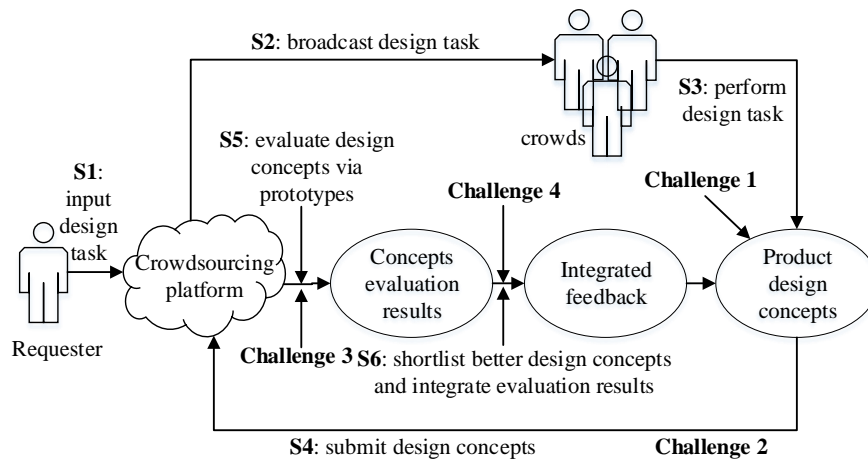 S2: broadcast design task
S3: perform
design task
crowds
S5: evaluate design
concepts via
prototypes
S1:
input
design
task
Challenge 4
Challenge 1
Crowdsourcing
platform
Concepts
evaluation
results
Integrated
feedback
Product
design
concepts
Requester
Challenge 3
S6: shortlist better design concepts
and integrate evaluation results
S4: submit design concepts
Challenge 2